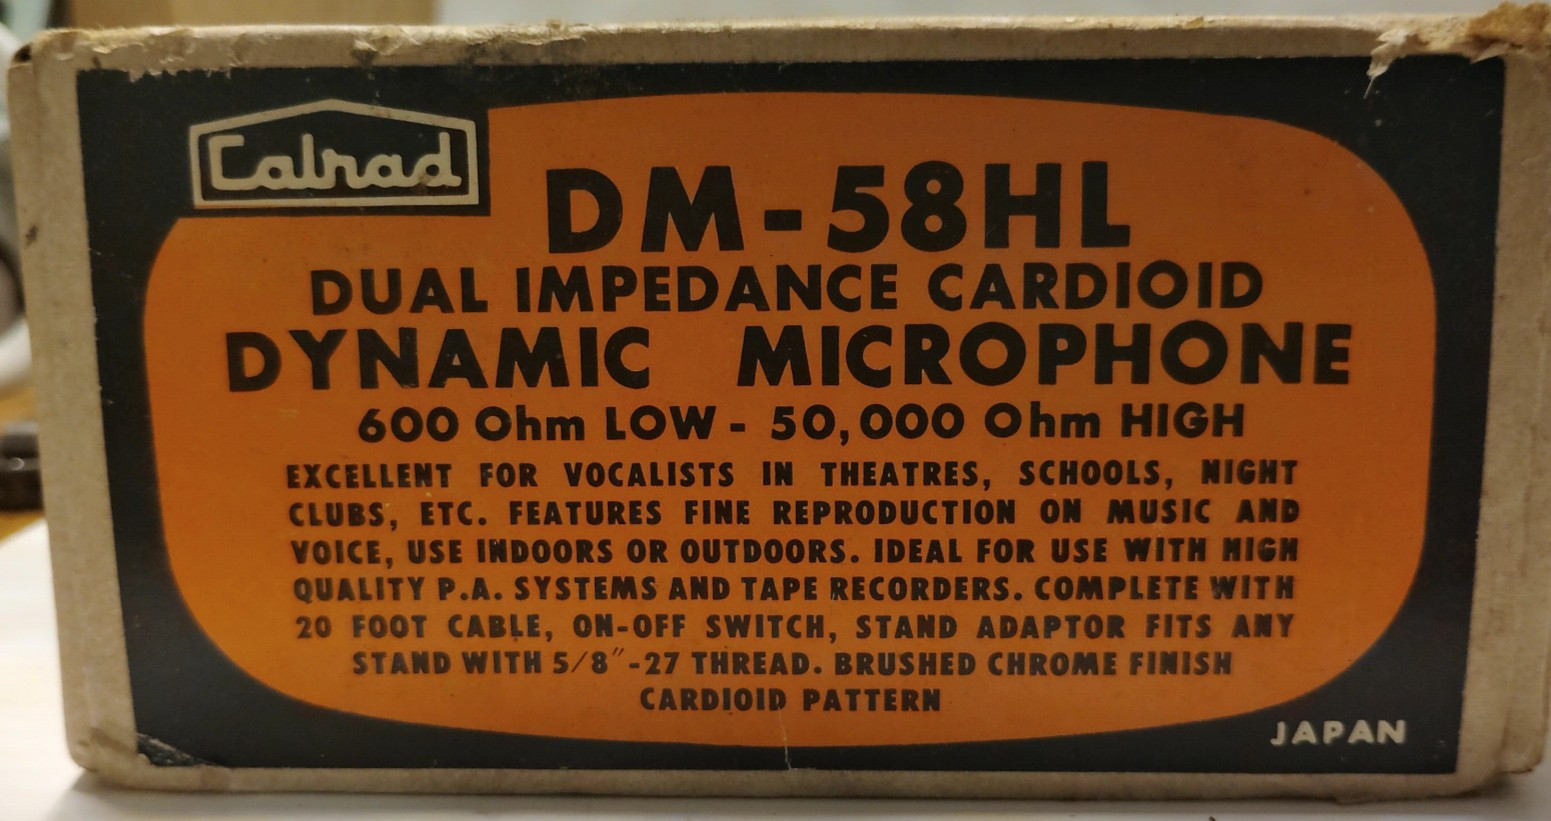 Calrad
DM-58HL
DUAL IMPEDANCE CARDIOID
DYNAMIC MICROPHONE
600 Ohm LOW - 50,000 Ohm HIGH
EXCELLENT FOR VOCALISTS IN THEATRES, SCHOOLS, NIGHT
CLUBS, ETC. FEATURES FINE REPRODUCTION ON MUSIC AND
VOICE, USE INDOORS OR OUTDOORS. IDEAL FOR USE WITH HIGH
QUALITY P.A. SYSTEMS AND TAPE RECORDERS. COMPLETE WITH
20 FOOT CABLE, ON-OFF SWITCH, STAND ADAPTOR FITS ANY
STAND WITH 5/8"-27 THREAD. BRUSHED CHROME FINISH
CARDIOID PATTERN
JAPAN